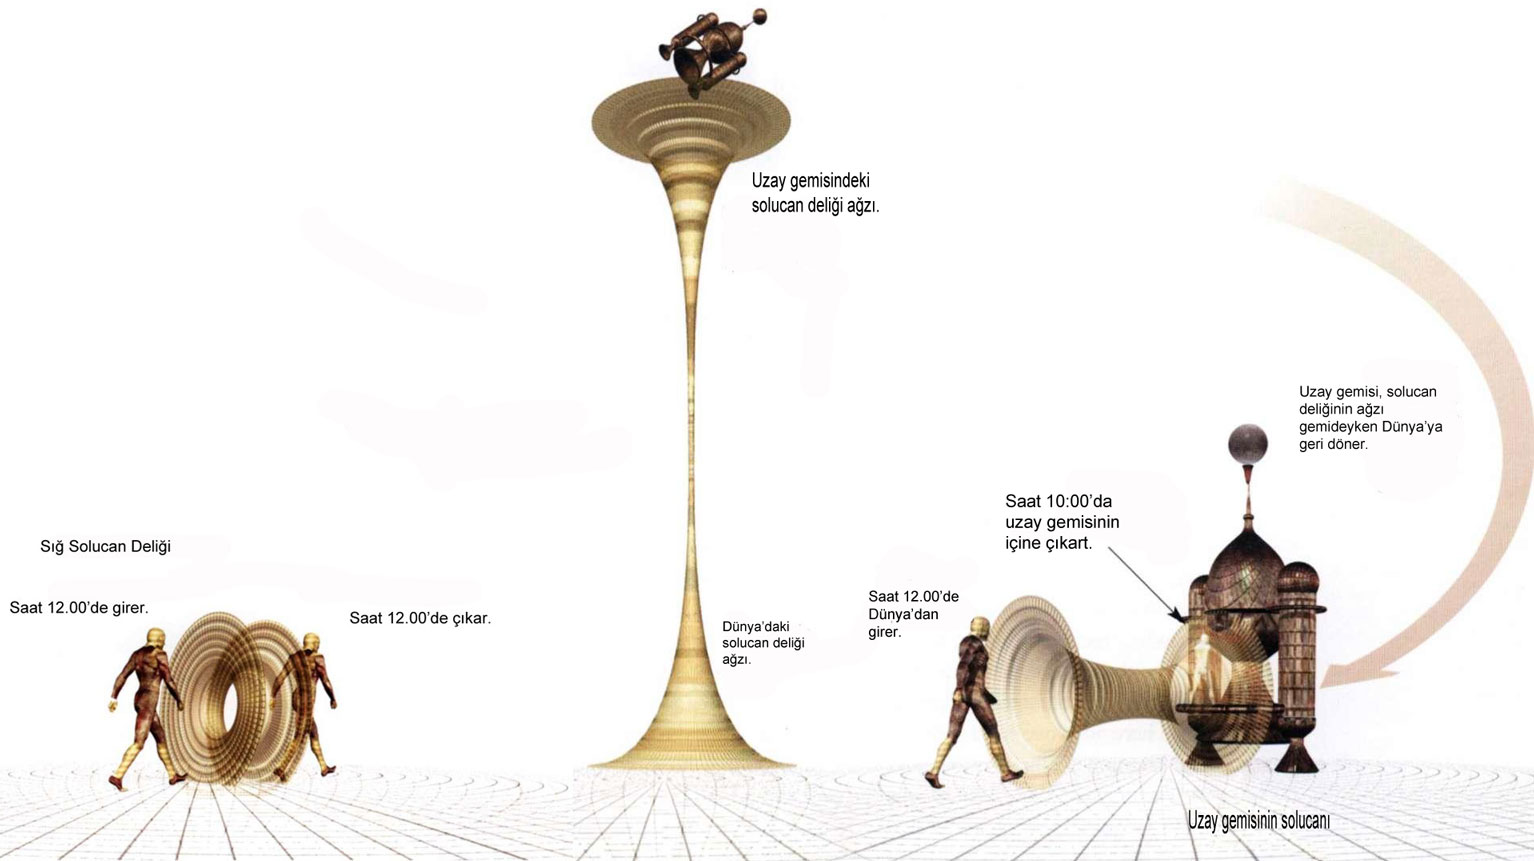 Sığ Solucan Deliği
Saat 12.00'de girer.
Saat 12.00'de çıkar.
Uzay gemisindeki
solucan deliği ağzı.
Dünya'daki
solucan deliği
ağzı.
Saat 12.00'de
Dünya'dan
girer.
Saat 10:00'da
uzay gemisinin
içine çıkart.
Uzay gemisi, solucan
deliğinin ağzı
gemideyken Dünya'ya
geri döner.
Uzay gemisinin solucanı